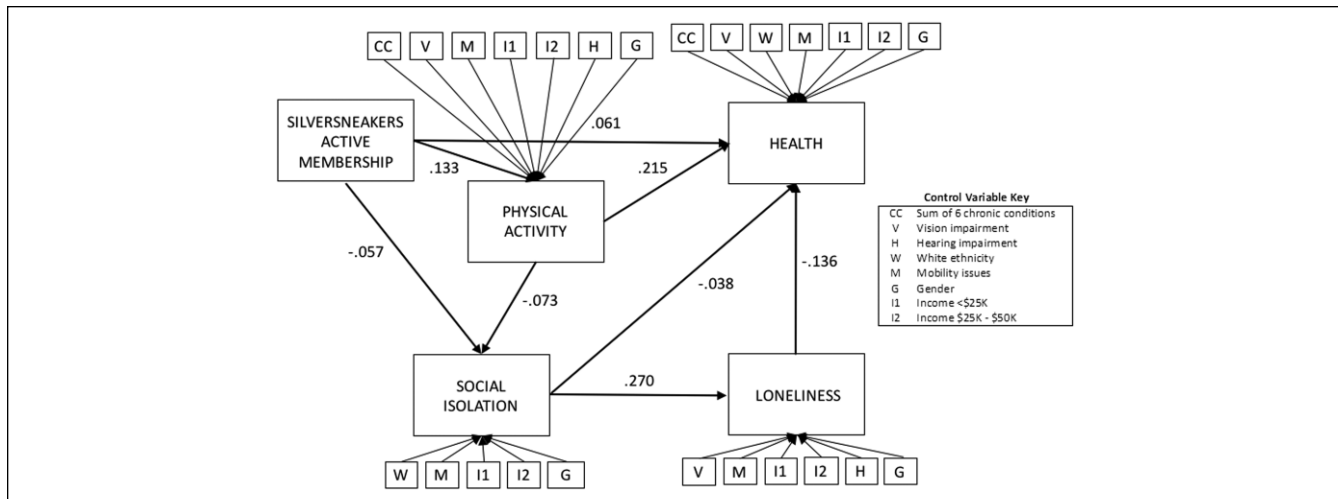 CC V M I1 I2 H G
CC V W M I1 I2 G
SILVERSNEAKERS
ACTIVE
MEMBERSHIP
.061
HEALTH
.133
.215
PHYSICAL
ACTIVITY
Control Variable Key
CC Sum of 6 chronic conditions
V Vision impairment
H Hearing impairment
W White ethnicity
M Mobility issues
G Gender
I1 Income <$25K
I2 Income $25K - $50K
-.057
-.073
-.038
-.136
SOCIAL
ISOLATION
.270
LONELINESS
W M I1 I2 G
V M I1 I2 H G